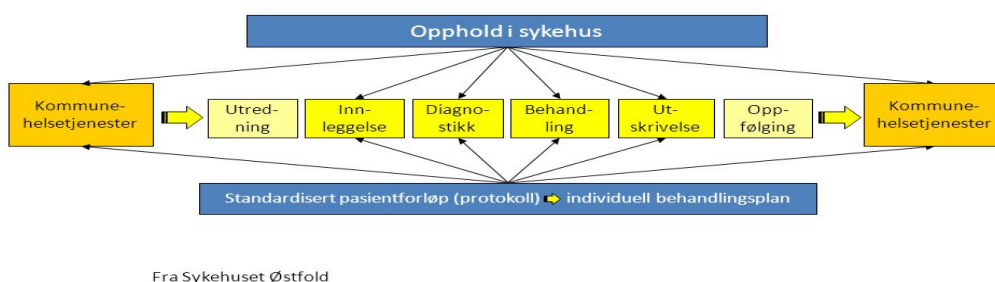 Opphold i sykehus
Kommune-
helsetjenester
Utred-
ning
Inn-
leggelse
Diagno-
stikk
Behand-
ling
Ut-
skrivelse
Opp-
følging
Kommune-
helsetjenester
Standardisert pasientforløp (protokoll) individuell behandlingsplan
Fra Sykehuset Østfold